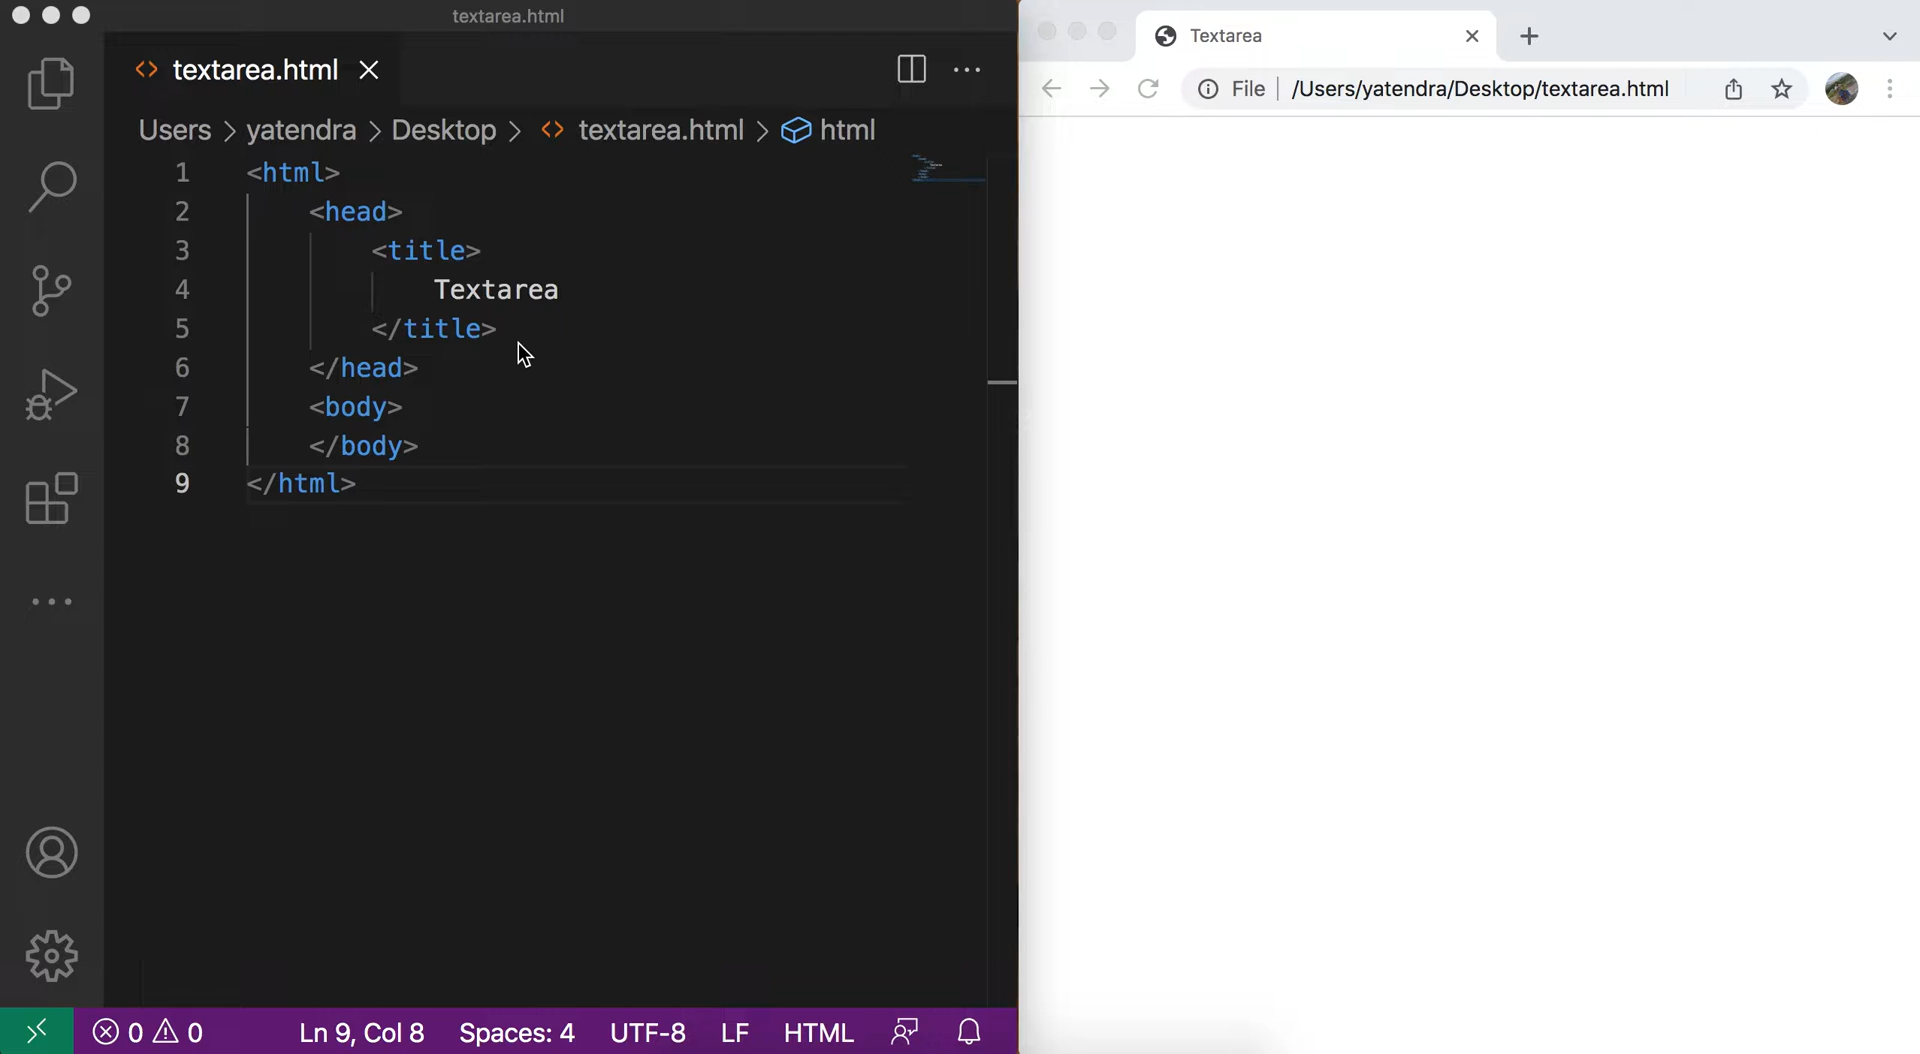 textarea.html
textarea.html
Users > yatendra > Desktop > textarea.html > html
1 <html>
2 <head>
3 <title>
4 Textarea
5 </title>
6 </head>
7 <body>
8 </body>
9 </html>
0 0 Ln 9, Col 8 Spaces: 4 UTF-8 LF HTML
Textarea
File /Users/yatendra/Desktop/textarea.html